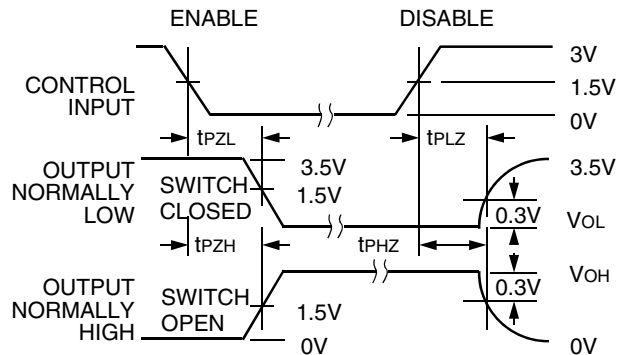 ENABLE DISABLE
3V
CONTROL
INPUT
1.5V
0V
tPZL tPLZ
OUTPUT
NORMALLY
LOW
SWITCH
CLOSED
3.5V
1.5V
3.5V
0.3V
VOL
tPZH tPHZ
OUTPUT
NORMALLY
HIGH
SWITCH
OPEN
1.5V
0V
VOH
0.3V
0V